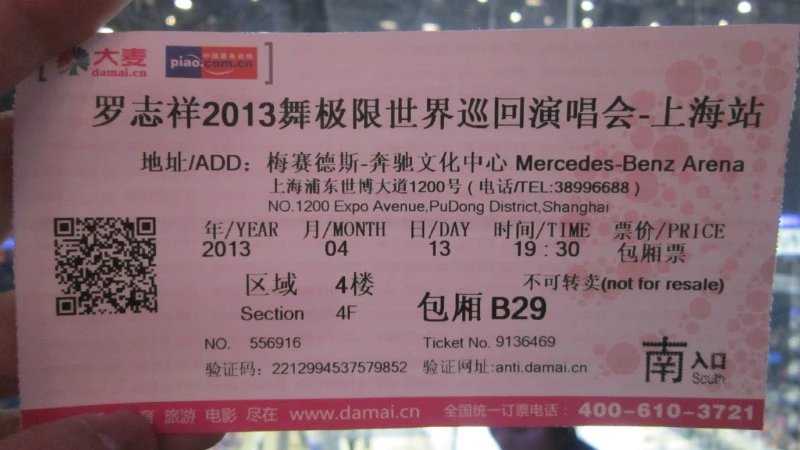 [ 大麦 damai.cn piao.com.cn 中国票务在线 ]
罗志祥2013舞极限世界巡回演唱会-上海站
地址/ADD: 梅赛德斯-奔驰文化中心 Mercedes-Benz Arena
上海浦东世博大道1200号（电话/TEL:38996688）
NO.1200 Expo Avenue,PuDong District,Shanghai
年/YEAR 月/MONTH 日/DAY 时间/TIME 票价/PRICE
2013 04 13 19:30 包厢票
区域 4楼 不可转卖(not for resale)
Section 4F 包厢 B29
NO. 556916 Ticket No. 9136469
验证码: 2212994537579852 验证网址:anti.damai.cn
南入口
South
育 旅游 电影 尽在 www.damai.cn 全国统一订票电话: 400-610-3721